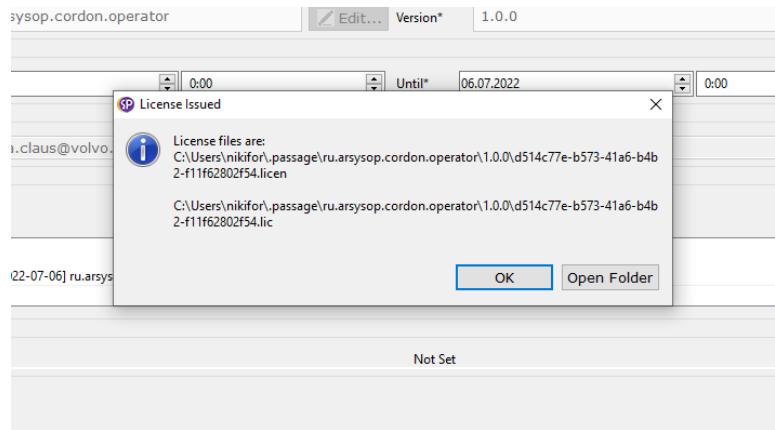 sysop.cordon.operator Edit... Version* 1.0.0
0:00 Until* 06.07.2022 0:00
SP License Issued
License files are:
C:\Users\nikifor\.passage\ru.arsysop.cordon.operator\1.0.0\d514c77e-b573-41a6-b4b
2-f11f62802f54.licen
a.claus@volvo.
C:\Users\nikifor\.passage\ru.arsysop.cordon.operator\1.0.0\d514c77e-b573-41a6-b4b
2-f11f62802f54.lic
022-07-06] ru.arsys
OK Open Folder
Not Set